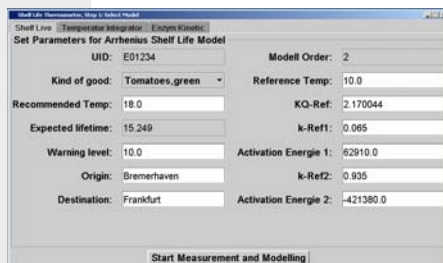 Shelf Life Thermometer, Step 1: Select Model
Shelf Live Temperatur Integrator Enzym Kinetic
Set Parameters for Arrhenius Shelf Life Model
UID: E01234 Modell Order: 2
Kind of good: Tomatoes,green Reference Temp: 10.0
Recommended Temp: 18.0 KQ-Ref: 2.170044
Expected lifetime: 15.249 k-Ref1: 0.065
Warning level: 10.0 Activation Energie 1: 62910.0
Origin: Bremerhaven k-Ref2: 0.935
Destination: Frankfurt Activation Energie 2: -421380.0
Start Measurement and Modelling